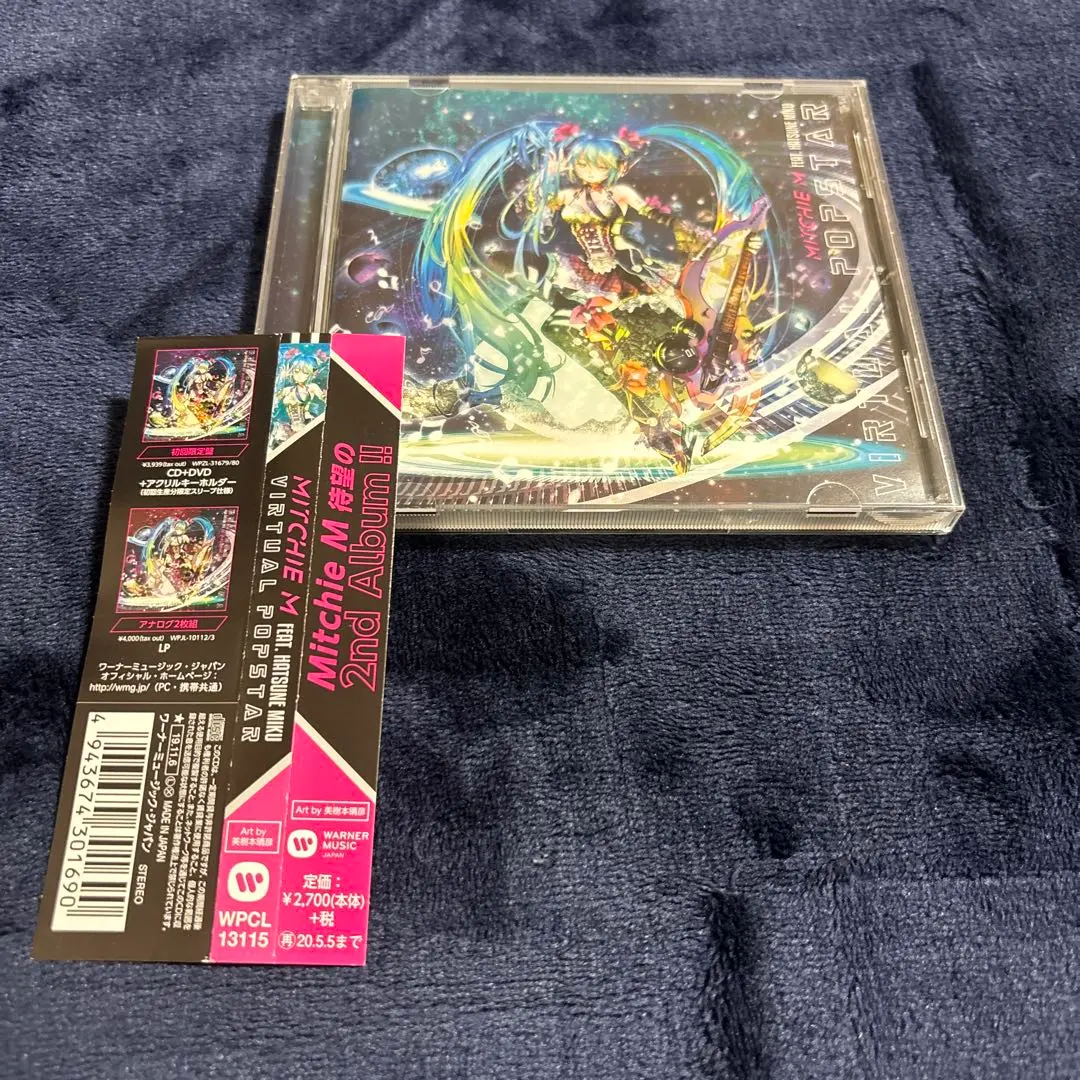 MITCHIE M FEAT. HATSUNE MIKU
VIRTUAL POPSTAR
Mitchie M 待望の
2nd Album!!
MITCHIE M FEAT. HATSUNE MIKU
VIRTUAL POPSTAR
初回限定盤
¥3,939(tax out) WPZL-31679/80
CD+DVD
+アクリルキーホルダー
(初回生産分限定スリーブ仕様)
アナログ2枚組
¥4,000(tax out) WPJL-10112/3
LP
ワーナーミュージック・ジャパン
オフィシャル・ホームページ:
http://wmg.jp/ (PC・携帯共通)
★ 19.11.6 MADE IN JAPAN STEREO
ワーナーミュージック・ジャパン
4 943674 301690
Art by
美樹本晴彦
WPCL
13115
Art by 美樹本晴彦
WARNER
MUSIC
JAPAN
定価:
¥2,700(本体)
+税
再20.5.5まで